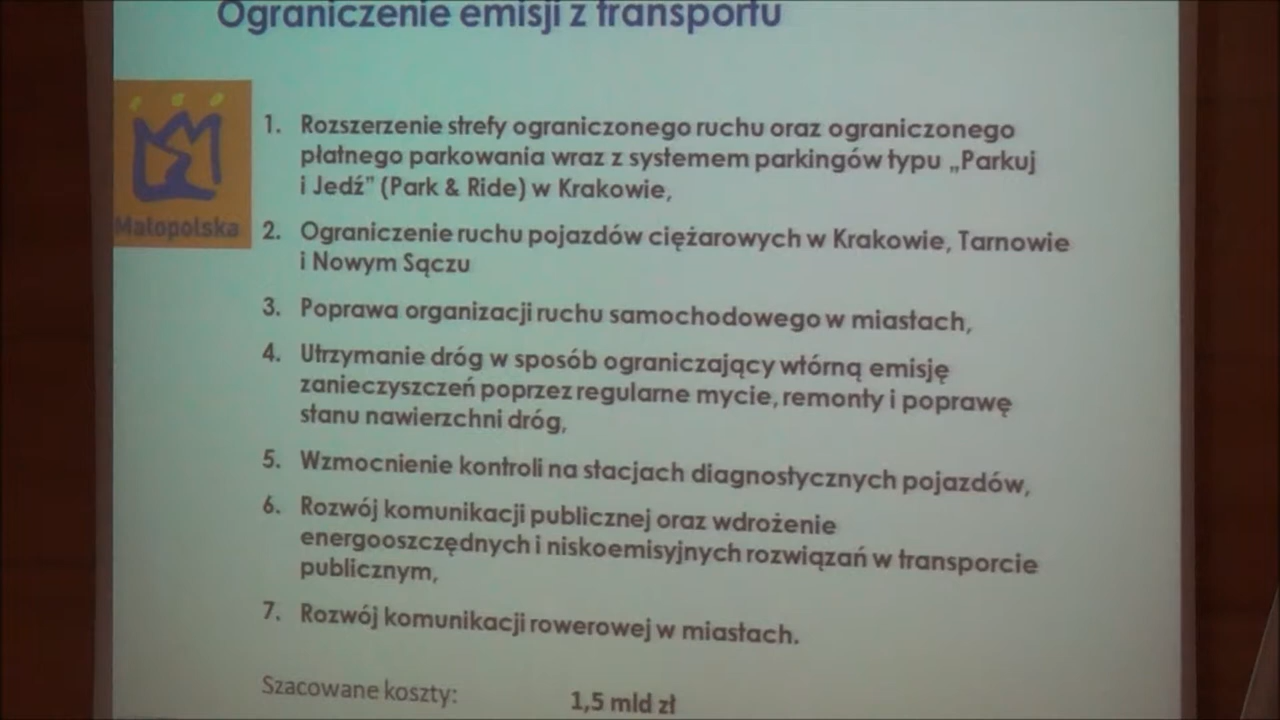 Ograniczenie emisji z transportu
Małopolska
1. Rozszerzenie strefy ograniczonego ruchu oraz ograniczonego
płatnego parkowania wraz z systemem parkingów typu „Parkuj
i Jedź” (Park & Ride) w Krakowie,
2. Ograniczenie ruchu pojazdów ciężarowych w Krakowie, Tarnowie
i Nowym Sączu
3. Poprawa organizacji ruchu samochodowego w miastach,
4. Utrzymanie dróg w sposób ograniczający wtórną emisję
zanieczyszczeń poprzez regularne mycie, remonty i poprawę
stanu nawierzchni dróg,
5. Wzmocnienie kontroli na stacjach diagnostycznych pojazdów,
6. Rozwój komunikacji publicznej oraz wdrożenie
energooszczędnych i niskoemisyjnych rozwiązań w transporcie
publicznym,
7. Rozwój komunikacji rowerowej w miastach.
Szacowane koszty: 1,5 mld zł